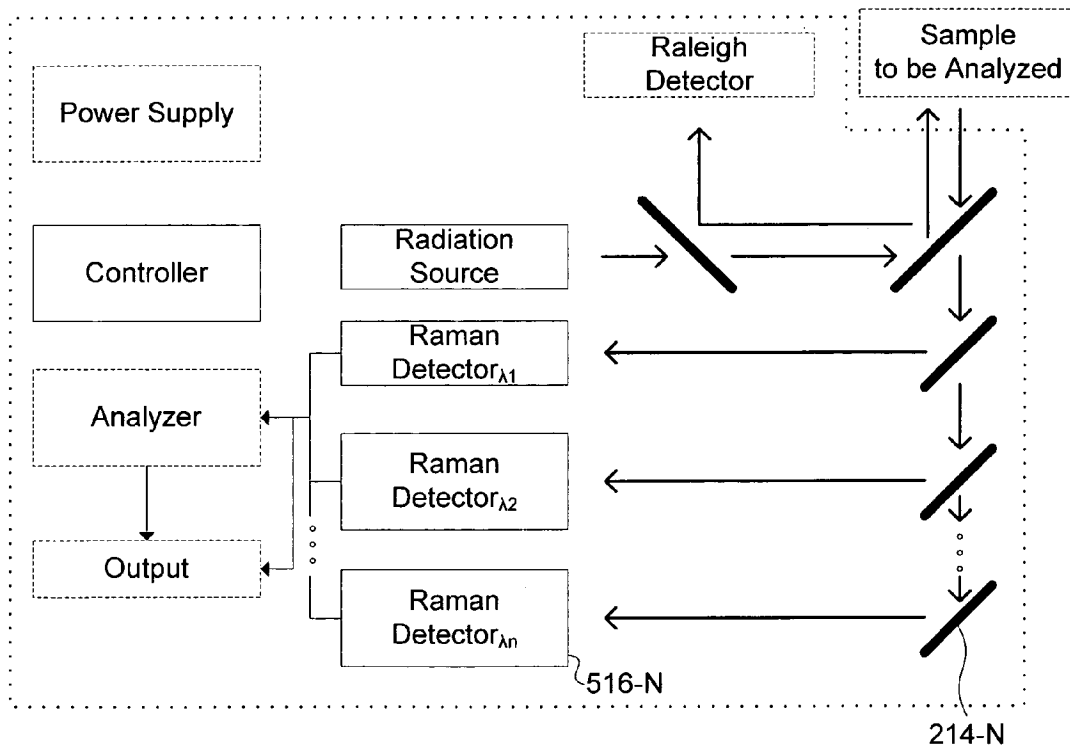 Raleigh
Detector
Sample
to be Analyzed
Power Supply
Controller
Radiation
Source
Raman
Detectorλ1
Analyzer
Raman
Detectorλ2
Output
Raman
Detectorλn
516-N
214-N